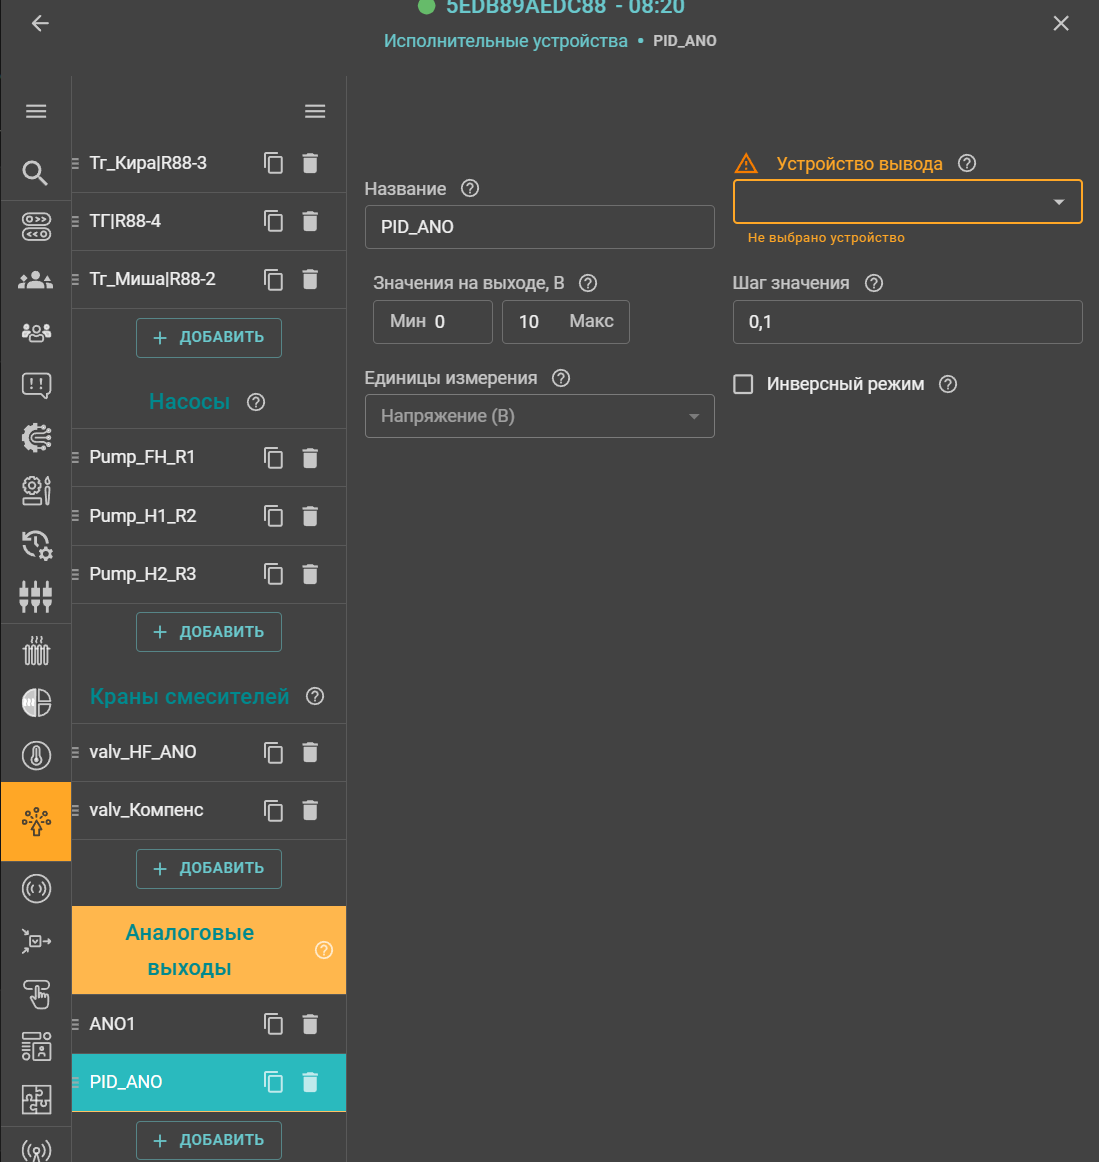 5EDB89AEDC88 - 08:20
Исполнительные устройства • PID_ANO
Тг_Кира|R88-3
ТГ|R88-4
Тг_Миша|R88-2
+ ДОБАВИТЬ
Насосы
Pump_FH_R1
Pump_H1_R2
Pump_H2_R3
+ ДОБАВИТЬ
Краны смесителей
valv_HF_ANO
valv_Компенс
+ ДОБАВИТЬ
Аналоговые
выходы
ANO1
PID_ANO
+ ДОБАВИТЬ
Название
PID_ANO
Устройство вывода
Не выбрано устройство
Значения на выходе, В
Мин 0
10 Макс
Шаг значения
0,1
Единицы измерения
Напряжение (В)
Инверсный режим